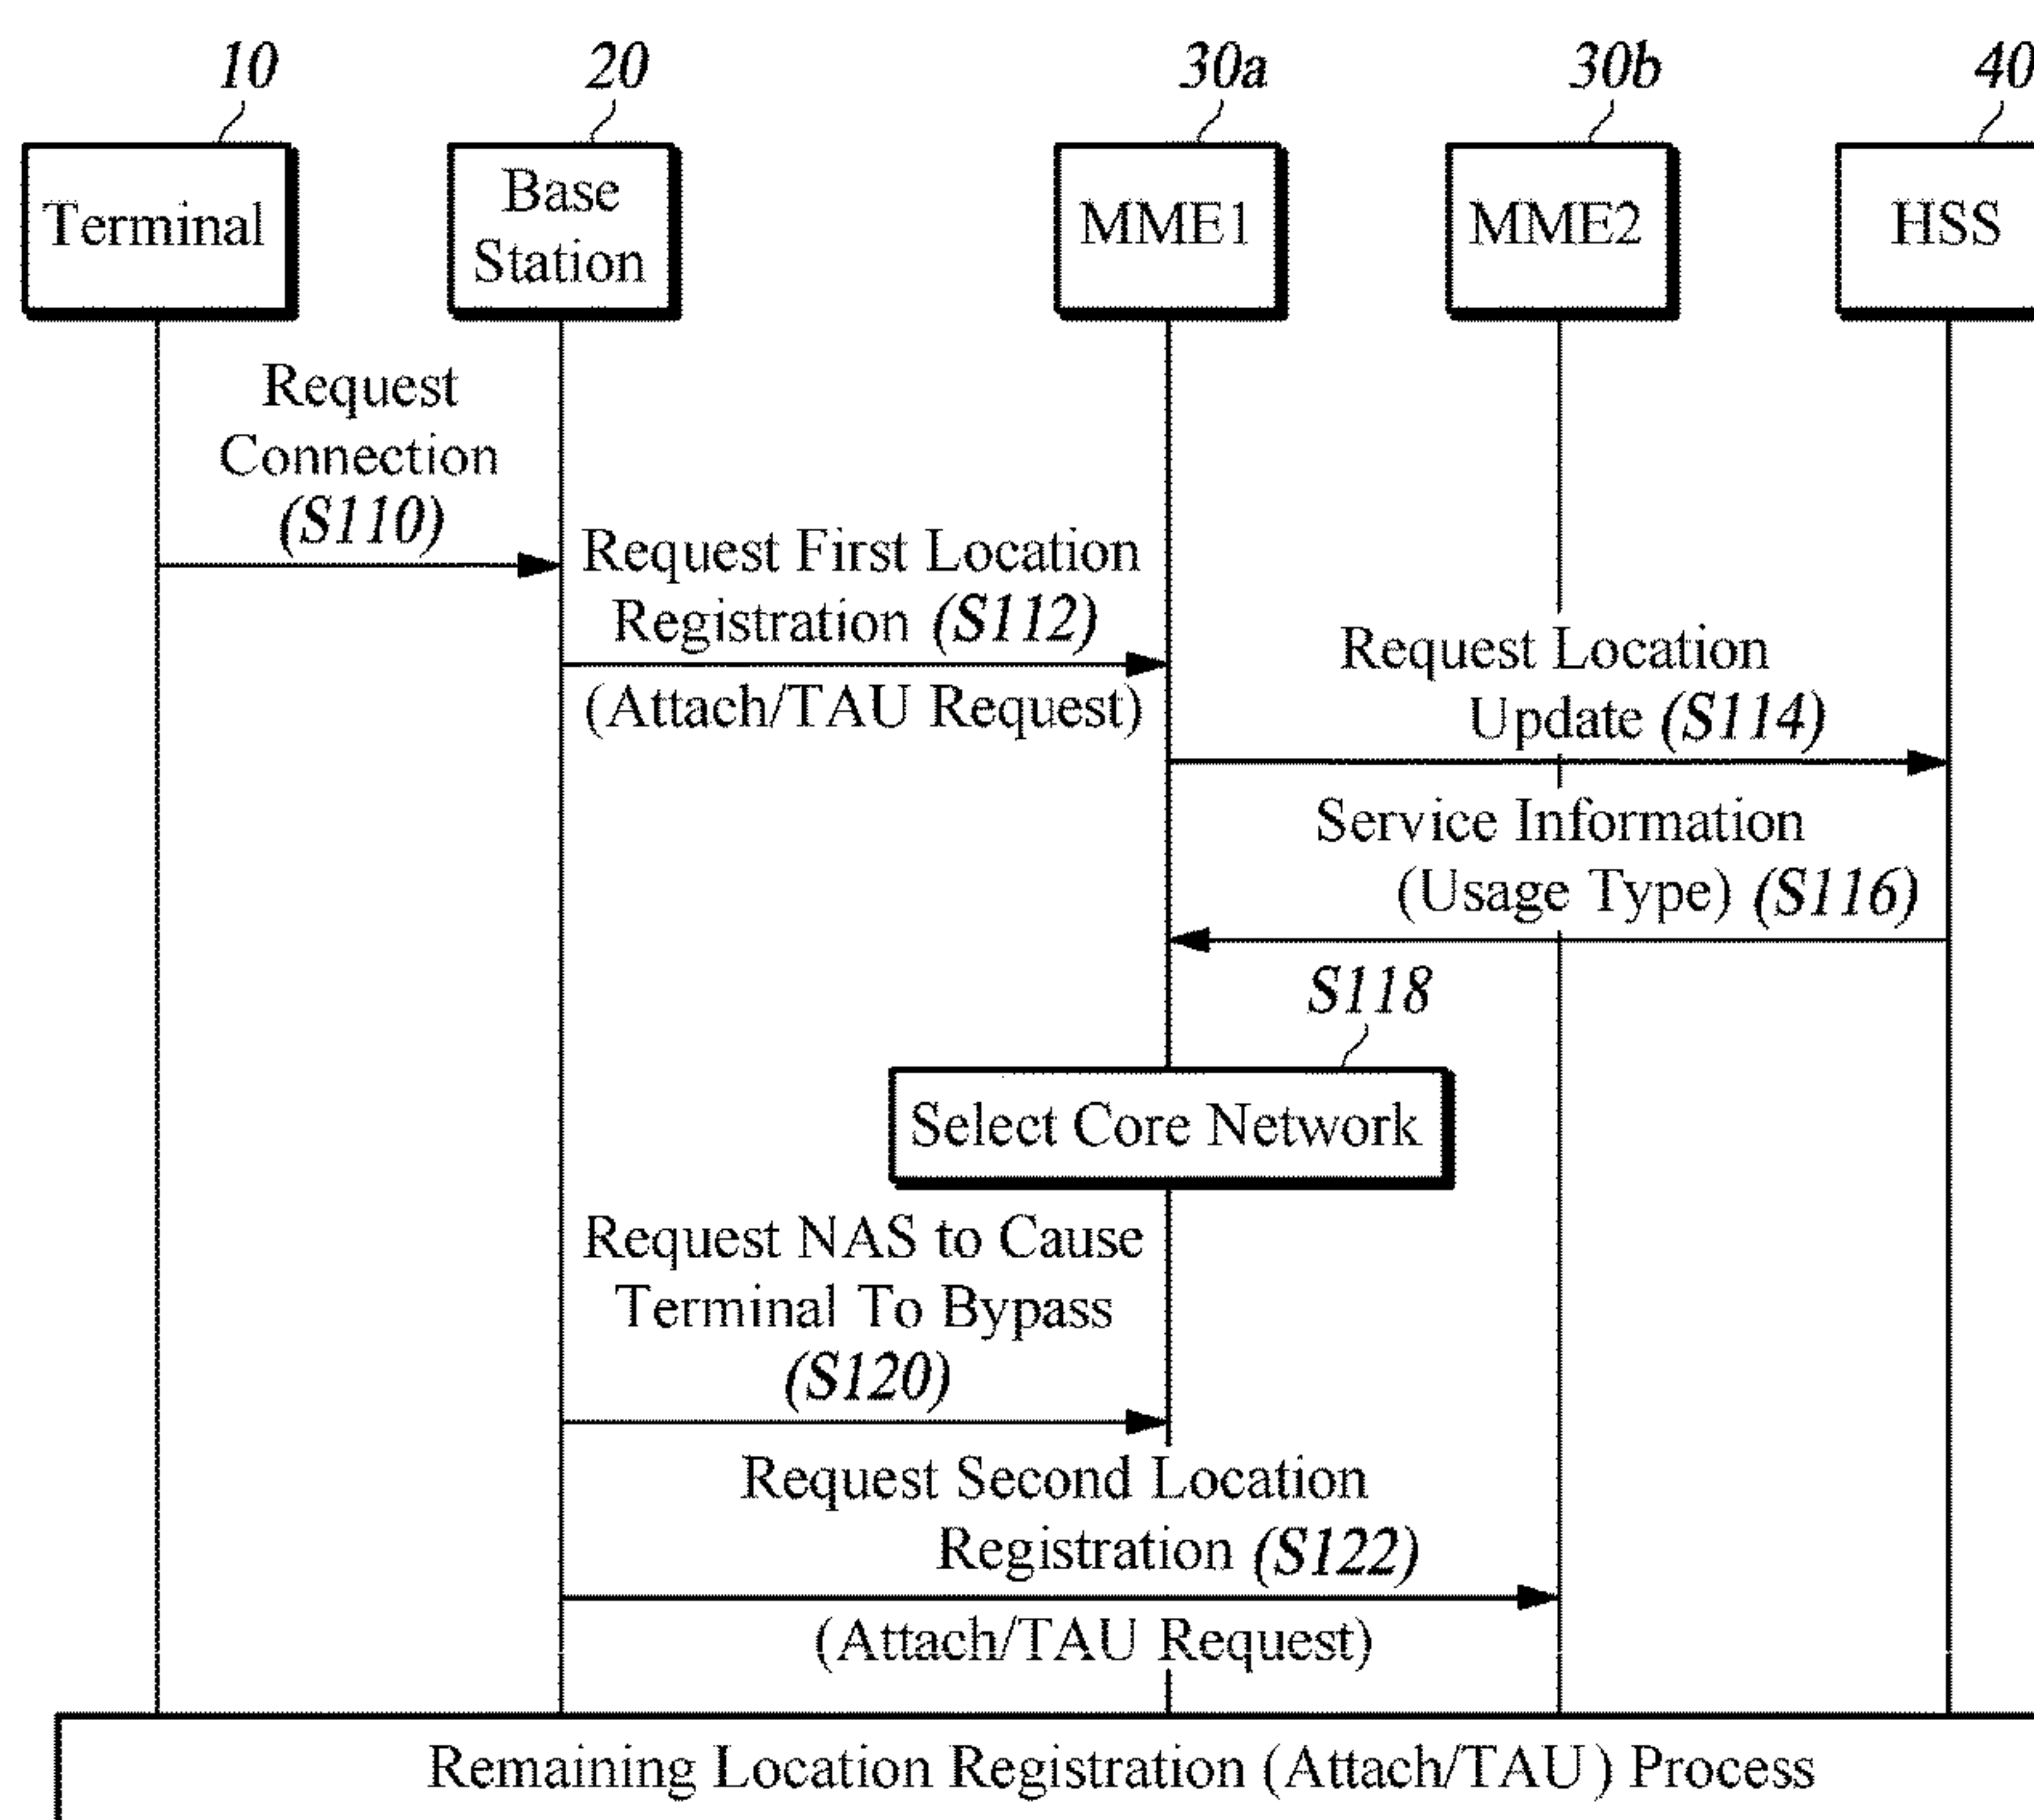 10
20
30a
30b
40
Terminal
Base
Station
MME1
MME2
HSS
Request
Connection
(S110)
Request First Location
Registration (S112)
(Attach/TAU Request)
Request Location
Update (S114)
Service Information
(Usage Type) (S116)
S118
Select Core Network
Request NAS to Cause
Terminal To Bypass
(S120)
Request Second Location
Registration (S122)
(Attach/TAU Request)
Remaining Location Registration (Attach/TAU) Process